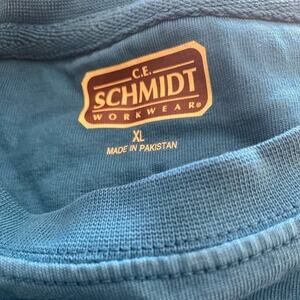 C.E.
SCHMIDT
WORKWEAR®
XL
MADE IN PAKISTAN